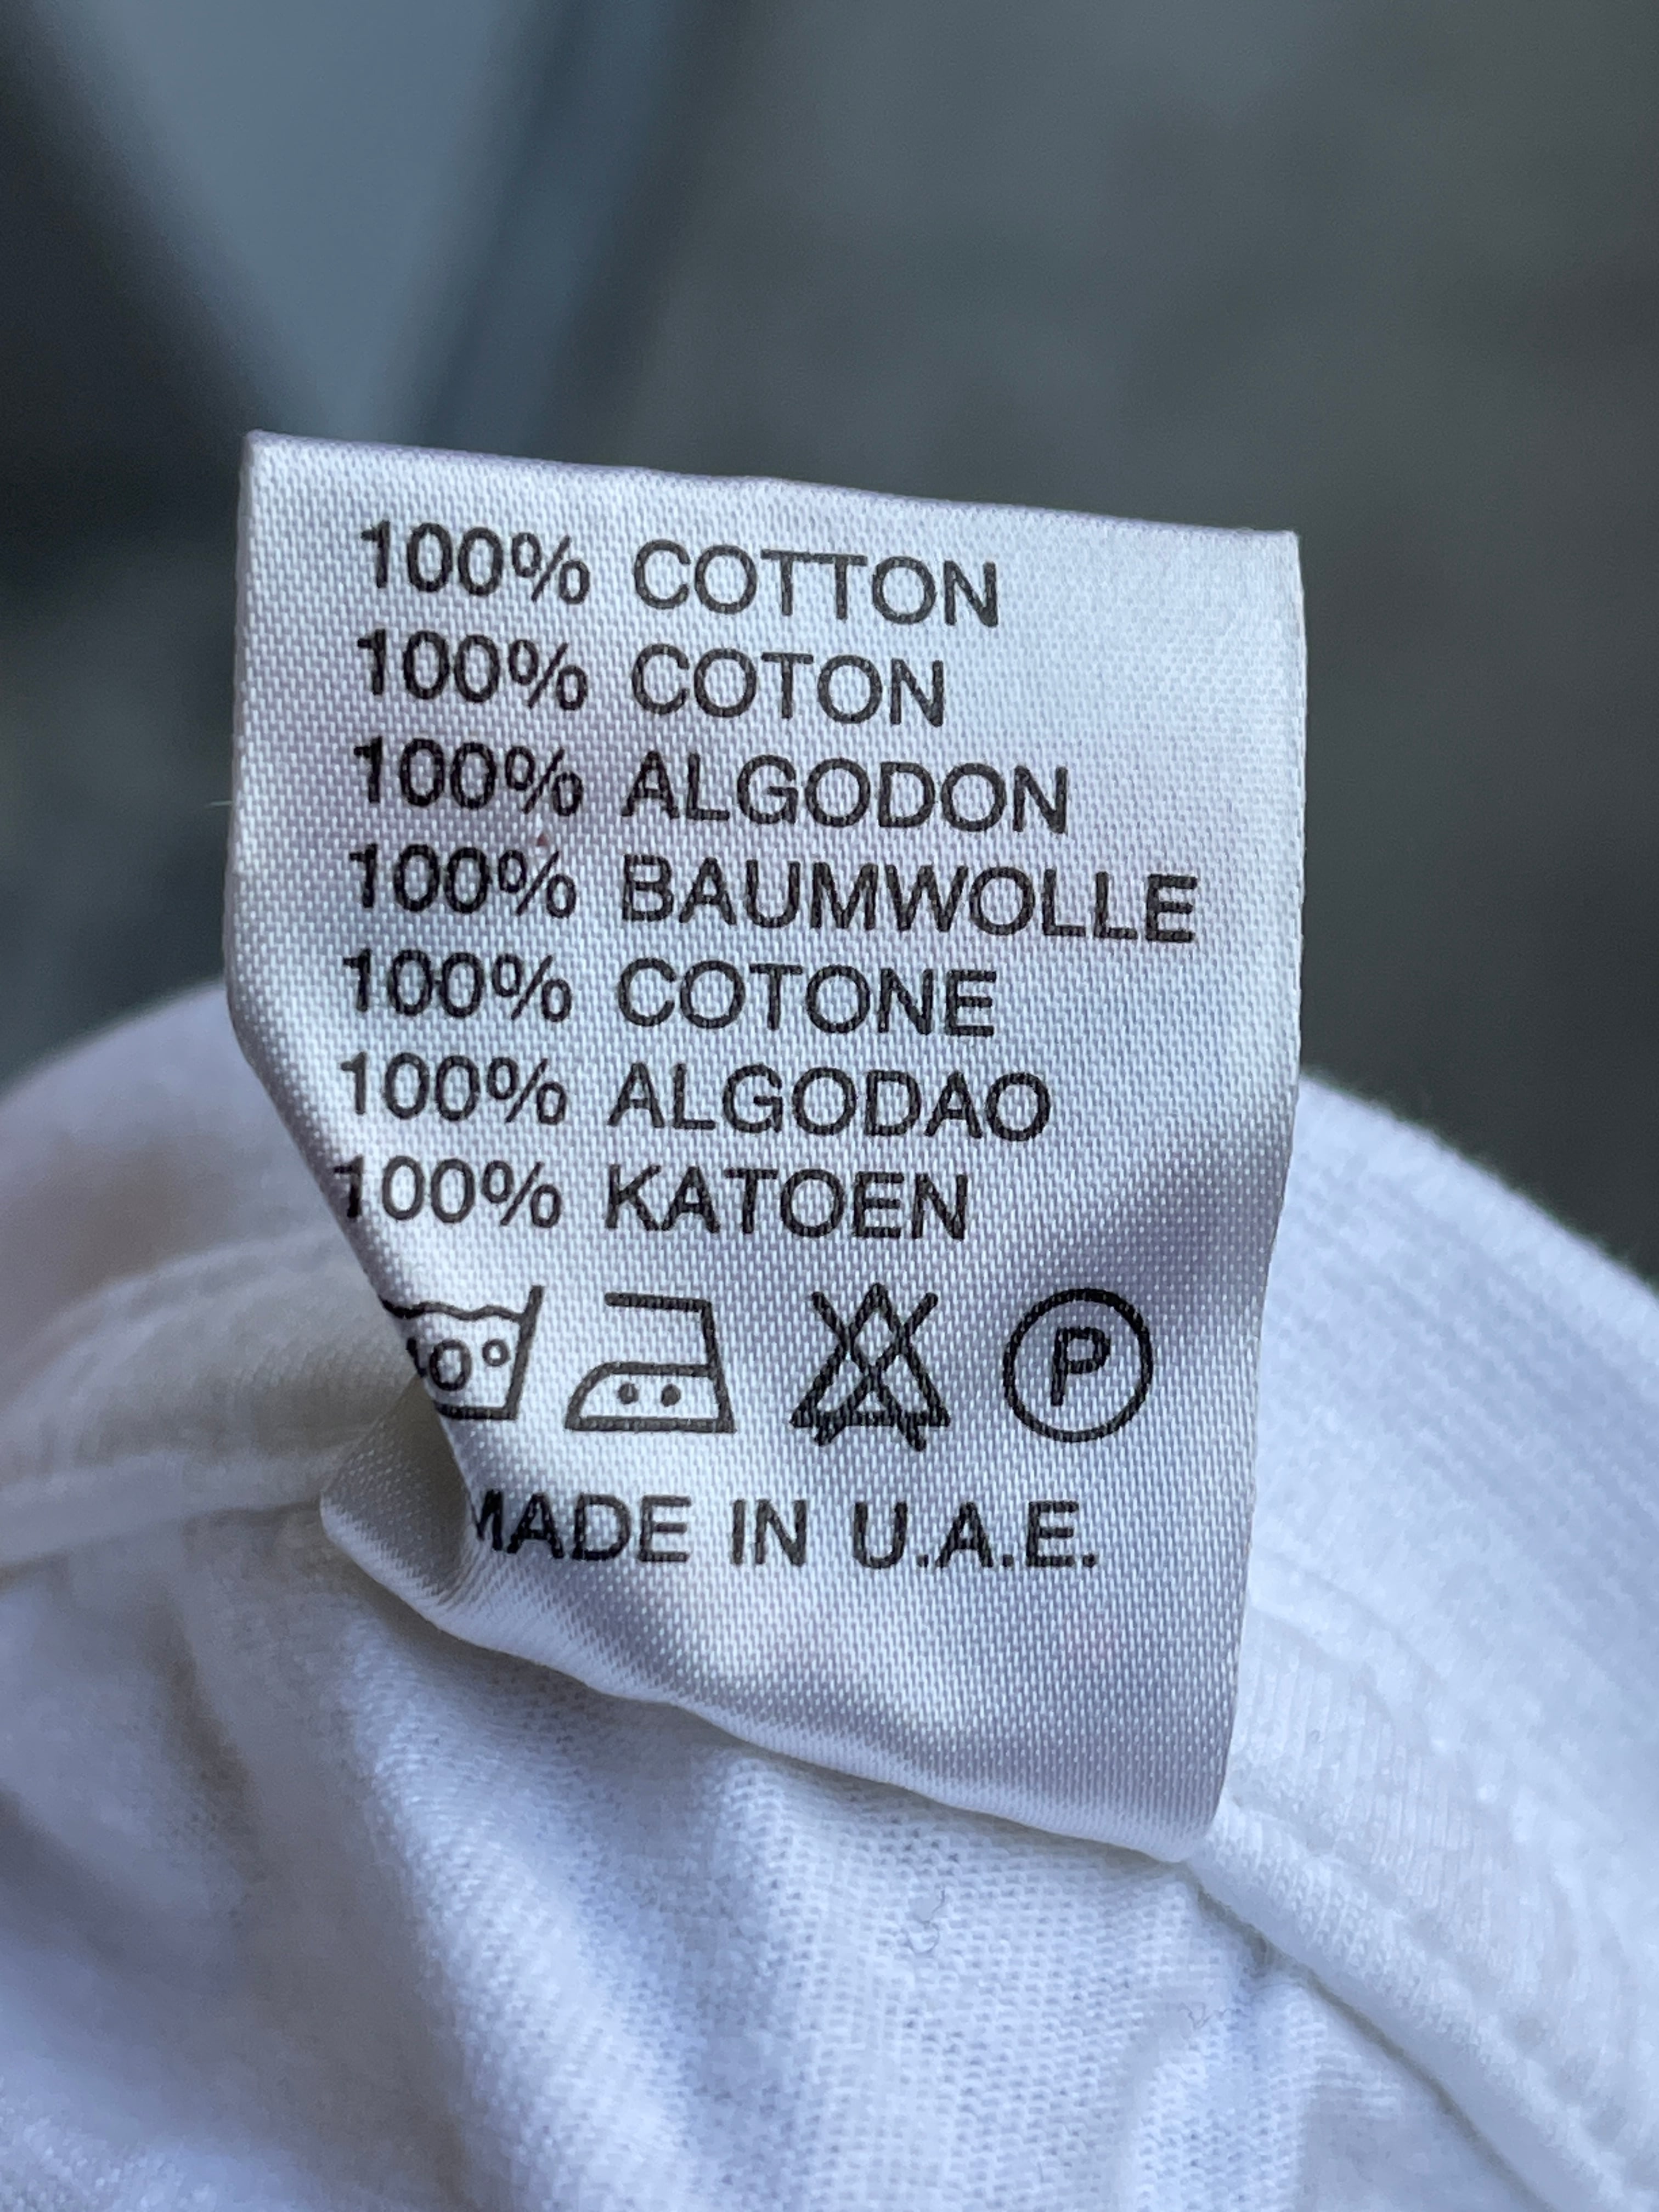 100% COTTON
100% COTON
100% ALGODON
100% BAUMWOLLE
100% COTONE
100% ALGODAO
100% KATOEN
P
MADE IN U.A.E.